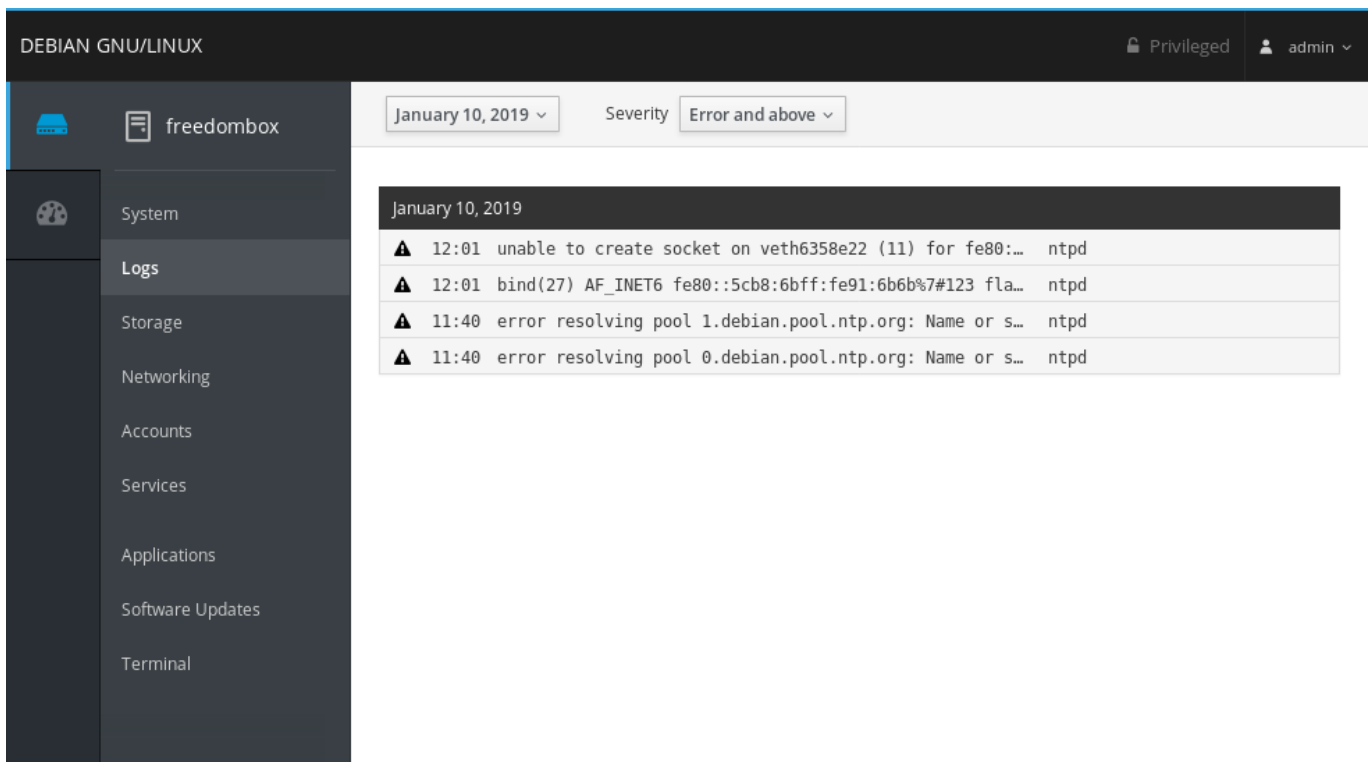 DEBIAN GNU/LINUX
Privileged
admin
freedombox
January 10, 2019
Severity
Error and above
System
Logs
Storage
Networking
Accounts
Services
Applications
Software Updates
Terminal
January 10, 2019
12:01 unable to create socket on veth6358e22 (11) for fe80:… ntpd
12:01 bind(27) AF_INET6 fe80::5cb8:6bff:fe91:6b6b%7#123 fla… ntpd
11:40 error resolving pool 1.debian.pool.ntp.org: Name or s… ntpd
11:40 error resolving pool 0.debian.pool.ntp.org: Name or s… ntpd